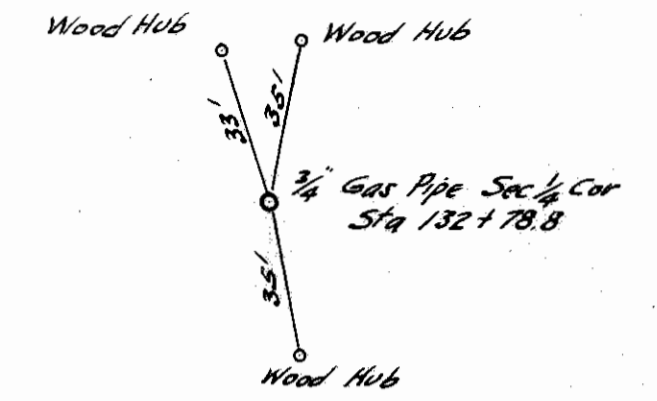 Wood Hub
Wood Hub
33'
35'
3/4" Gas Pipe Sec 1/4 Cor
Sta 132 + 78.8
35'
Wood Hub